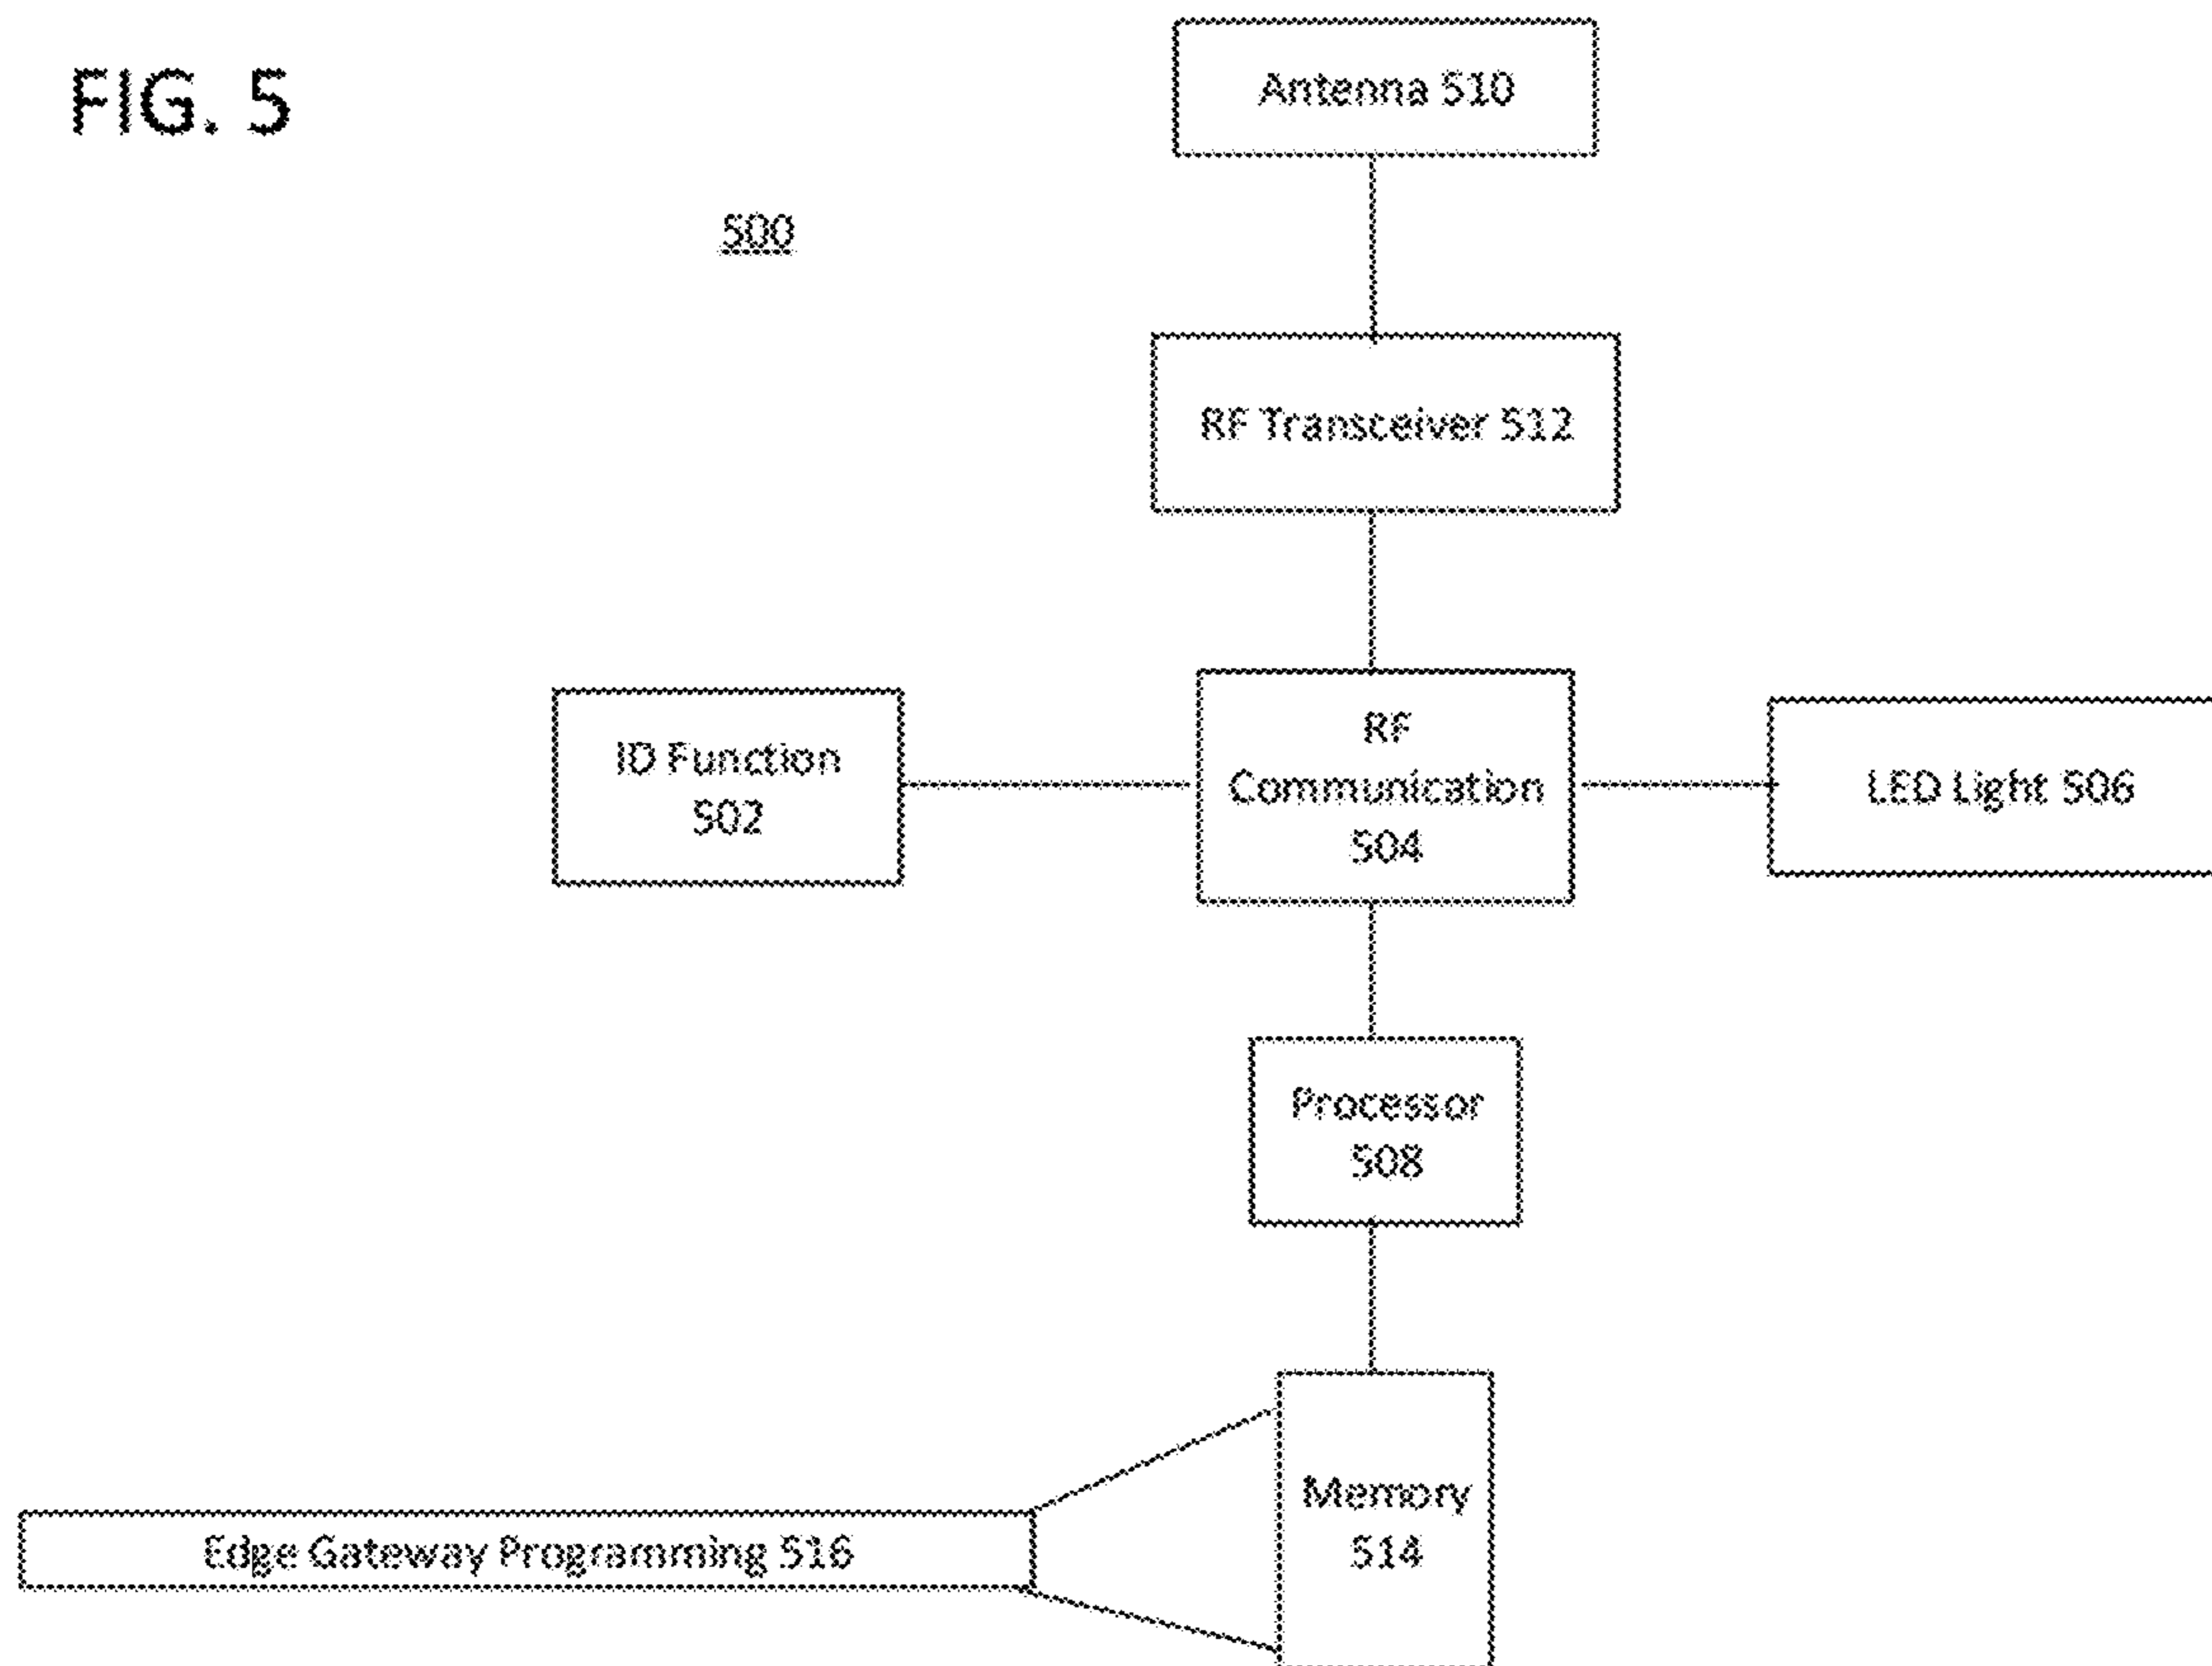 FIG. 5
Antenna 510
500
RF Transceiver 512
ID Function
502
RF
Communication
504
LED Light 506
Processor
508
Memory
514
Edge Gateway Programming 516